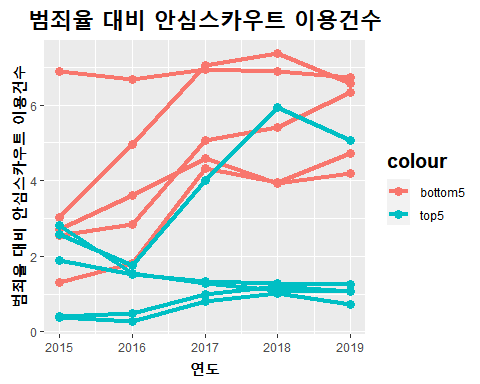 범죄율 대비 안심스카우트 이용건수
범죄율 대비 안심스카우트 이용건수
6
4
2
0
2015 2016 2017 2018 2019
연도
colour
bottom5
top5